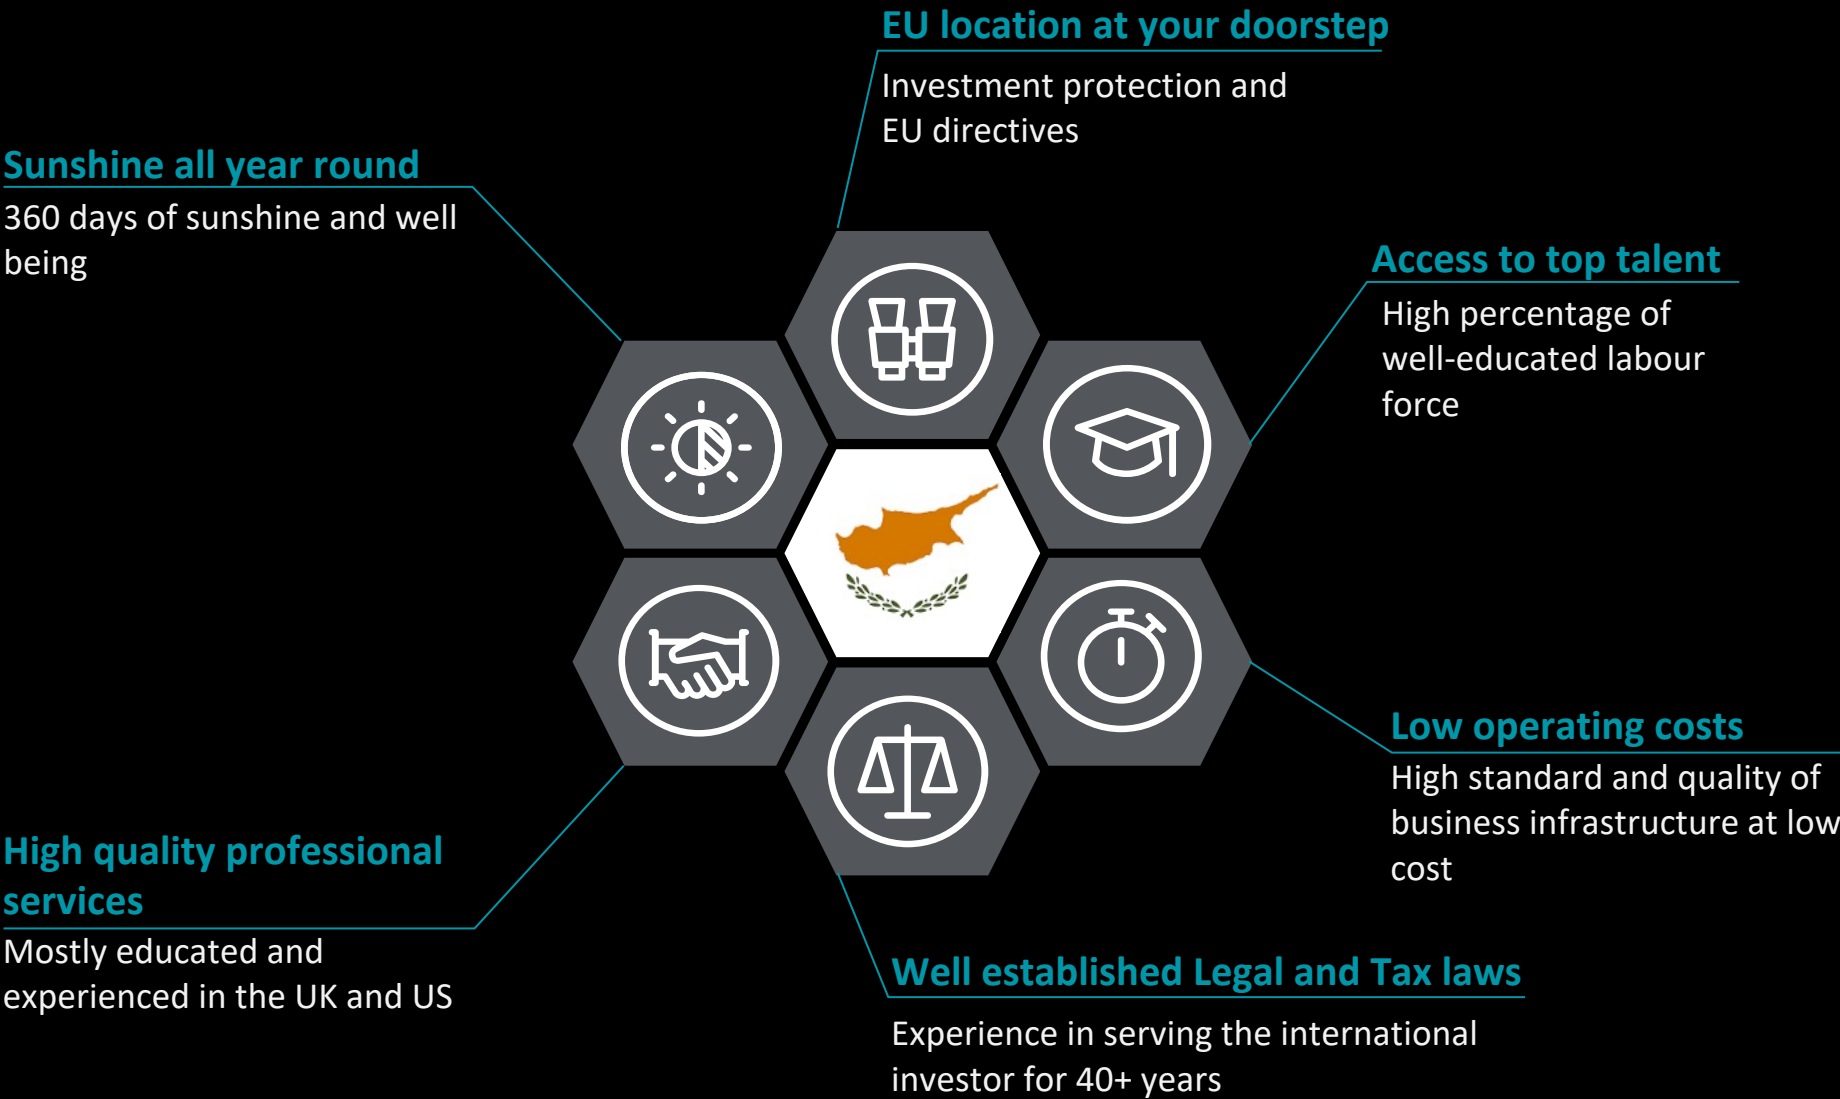 EU location at your doorstep
Investment protection and
EU directives
Sunshine all year round
360 days of sunshine and well
being
Access to top talent
High percentage of
well-educated labour
force
Low operating costs
High standard and quality of
business infrastructure at low
cost
High quality professional
services
Mostly educated and
experienced in the UK and US
Well established Legal and Tax laws
Experience in serving the international
investor for 40+ years